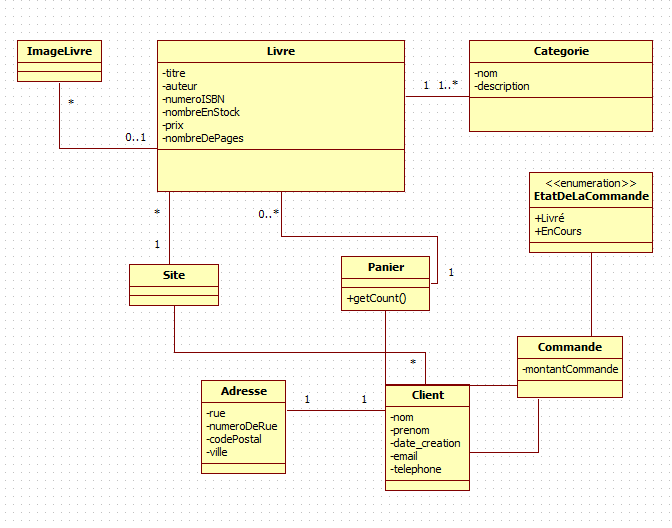 ImageLivre
Livre
-titre
-auteur
-numeroISBN
-nombreEnStock
-prix
-nombreDePages
Categorie
-nom
-description
1 1..*
*
0..1
<<enumeration>>
EtatDeLaCommande
+Livré
+EnCours
*
0..*
1
Site
Panier
+getCount()
1
Commande
-montantCommande
*
Adresse
-rue
-numeroDeRue
-codePostal
-ville
1 1
Client
-nom
-prenom
-date_creation
-email
-telephone